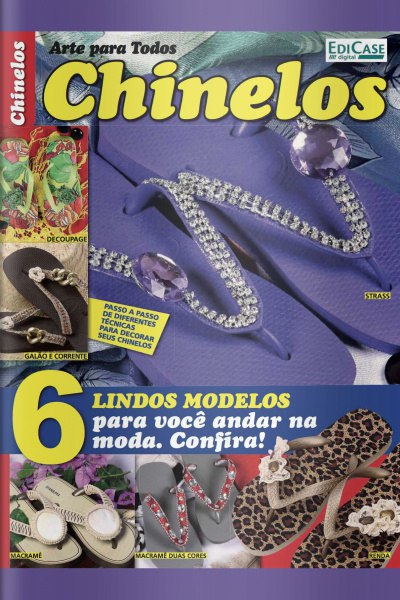 Arte para Todos
EDICASE
digital
Chinelos
Chinelos
DECOUPAGE
STRASS
PASSO A PASSO
DE DIFERENTES
TÉCNICAS
PARA DECORAR
SEUS CHINELOS
GALÃO E CORRENTE
6
LINDOS MODELOS
para você andar na
moda. Confira!
MACRAMÊ
MACRAMÊ DUAS CORES
RENDA